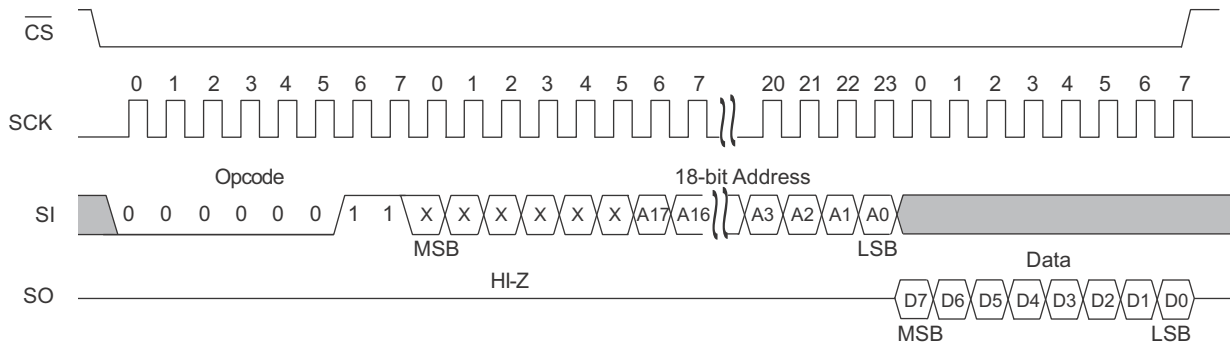 CS
0 1 2 3 4 5 6 7 0 1 2 3 4 5 6 7 20 21 22 23 0 1 2 3 4 5 6 7
SCK
Opcode 18-bit Address
SI 0 0 0 0 0 0 1 1 X X X X X X A17 A16 A3 A2 A1 A0
MSB LSB
HI-Z Data
SO D7 D6 D5 D4 D3 D2 D1 D0
MSB LSB